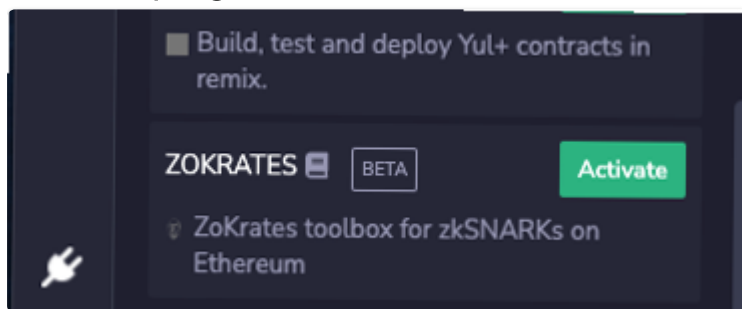 Build, test and deploy Yul+ contracts in
remix.
ZOKRATES BETA Activate
ZoKrates toolbox for zkSNARKs on
Ethereum